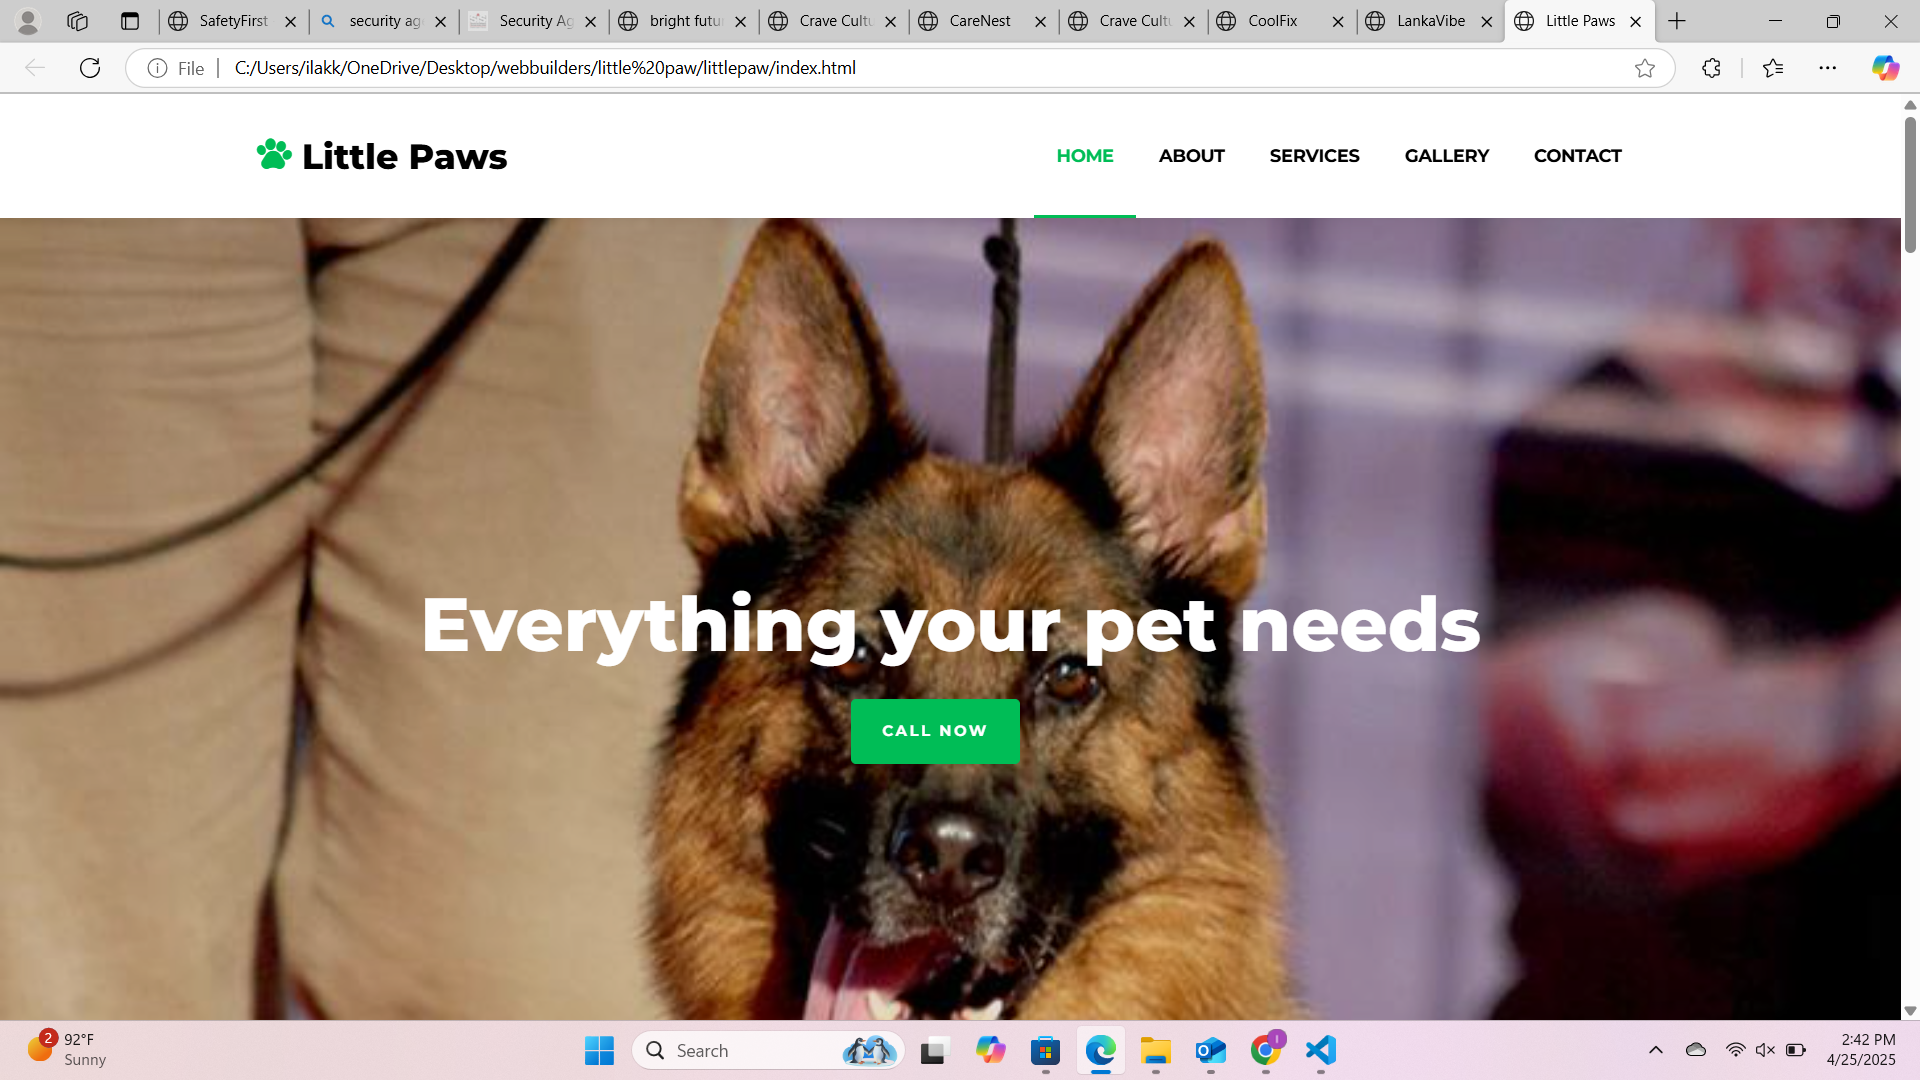 SafetyFirst
security ag
Security Ag
bright futu
Crave Cultu
CareNest
Crave Cultu
CoolFix
LankaVibe
Little Paws
File
C:/Users/ilakk/OneDrive/Desktop/webbuilders/little%20paw/littlepaw/index.html
Little Paws
HOME
ABOUT
SERVICES
GALLERY
CONTACT
Everything your pet needs
CALL NOW
2
92°F
Sunny
Search
I
2:42 PM
4/25/2025